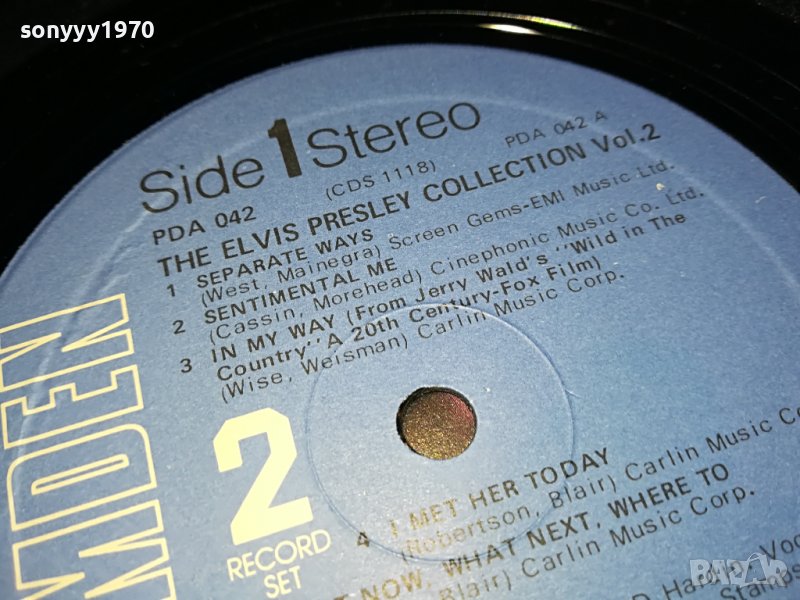 sonyyy1970
Side 1 Stereo
PDA 042 (CDS 1118) PDA 042 A
THE ELVIS PRESLEY COLLECTION Vol.2
1 SEPARATE WAYS
(West, Mainegra) Screen Gems-EMI Music Ltd.
2 SENTIMENTAL ME
(Cassin, Morehead) Cinephonic Music Co. Ltd.
3 IN MY WAY (From Jerry Wald's "Wild in The
Country" A 20th Century-Fox Film)
(Wise, Weisman) Carlin Music Corp.
MDEN
2
RECORD
SET
4 I MET HER TODAY
(Robertson, Blair) Carlin Music Co
NOW, WHAT NEXT, WHERE TO
Blair) Carlin Music Corp.
Stamps
BAZAR